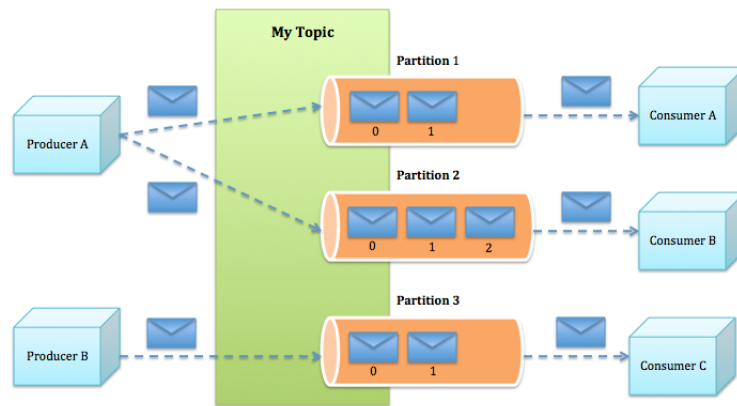 My Topic
Partition 1
0 1
Producer A
Consumer A
Partition 2
0 1 2
Consumer B
Partition 3
0 1
Producer B
Consumer C